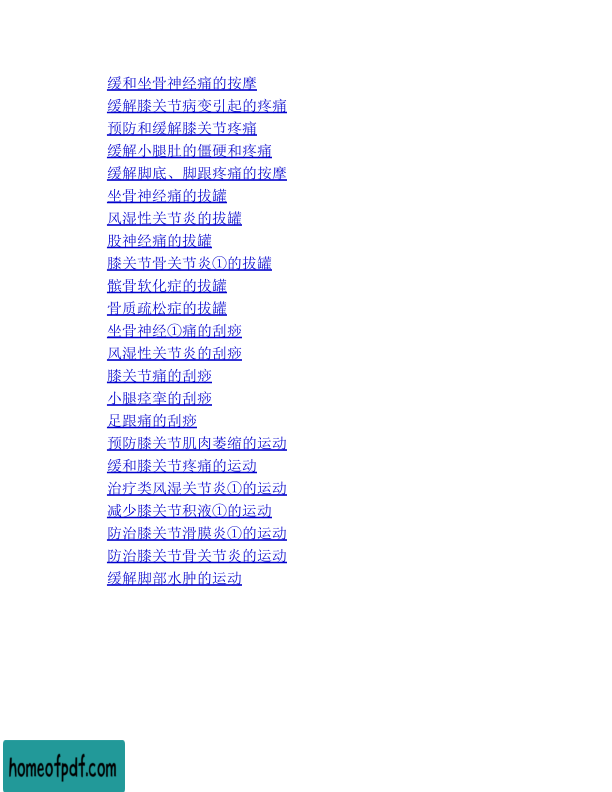 缓和坐骨神经痛的按摩
缓解膝关节病变引起的疼痛
预防和缓解膝关节疼痛
缓解小腿肚的僵硬和疼痛
缓解脚底、脚跟疼痛的按摩
坐骨神经痛的拔罐
风湿性关节炎的拔罐
股神经痛的拔罐
膝关节骨关节炎①的拔罐
髌骨软化症的拔罐
骨质疏松症的拔罐
坐骨神经①痛的刮痧
风湿性关节炎的刮痧
膝关节痛的刮痧
小腿痉挛的刮痧
足跟痛的刮痧
预防膝关节肌肉萎缩的运动
缓和膝关节疼痛的运动
治疗类风湿关节炎①的运动
减少膝关节积液①的运动
防治膝关节滑膜炎①的运动
防治膝关节骨关节炎的运动
缓解脚部水肿的运动
homeofpdf.com